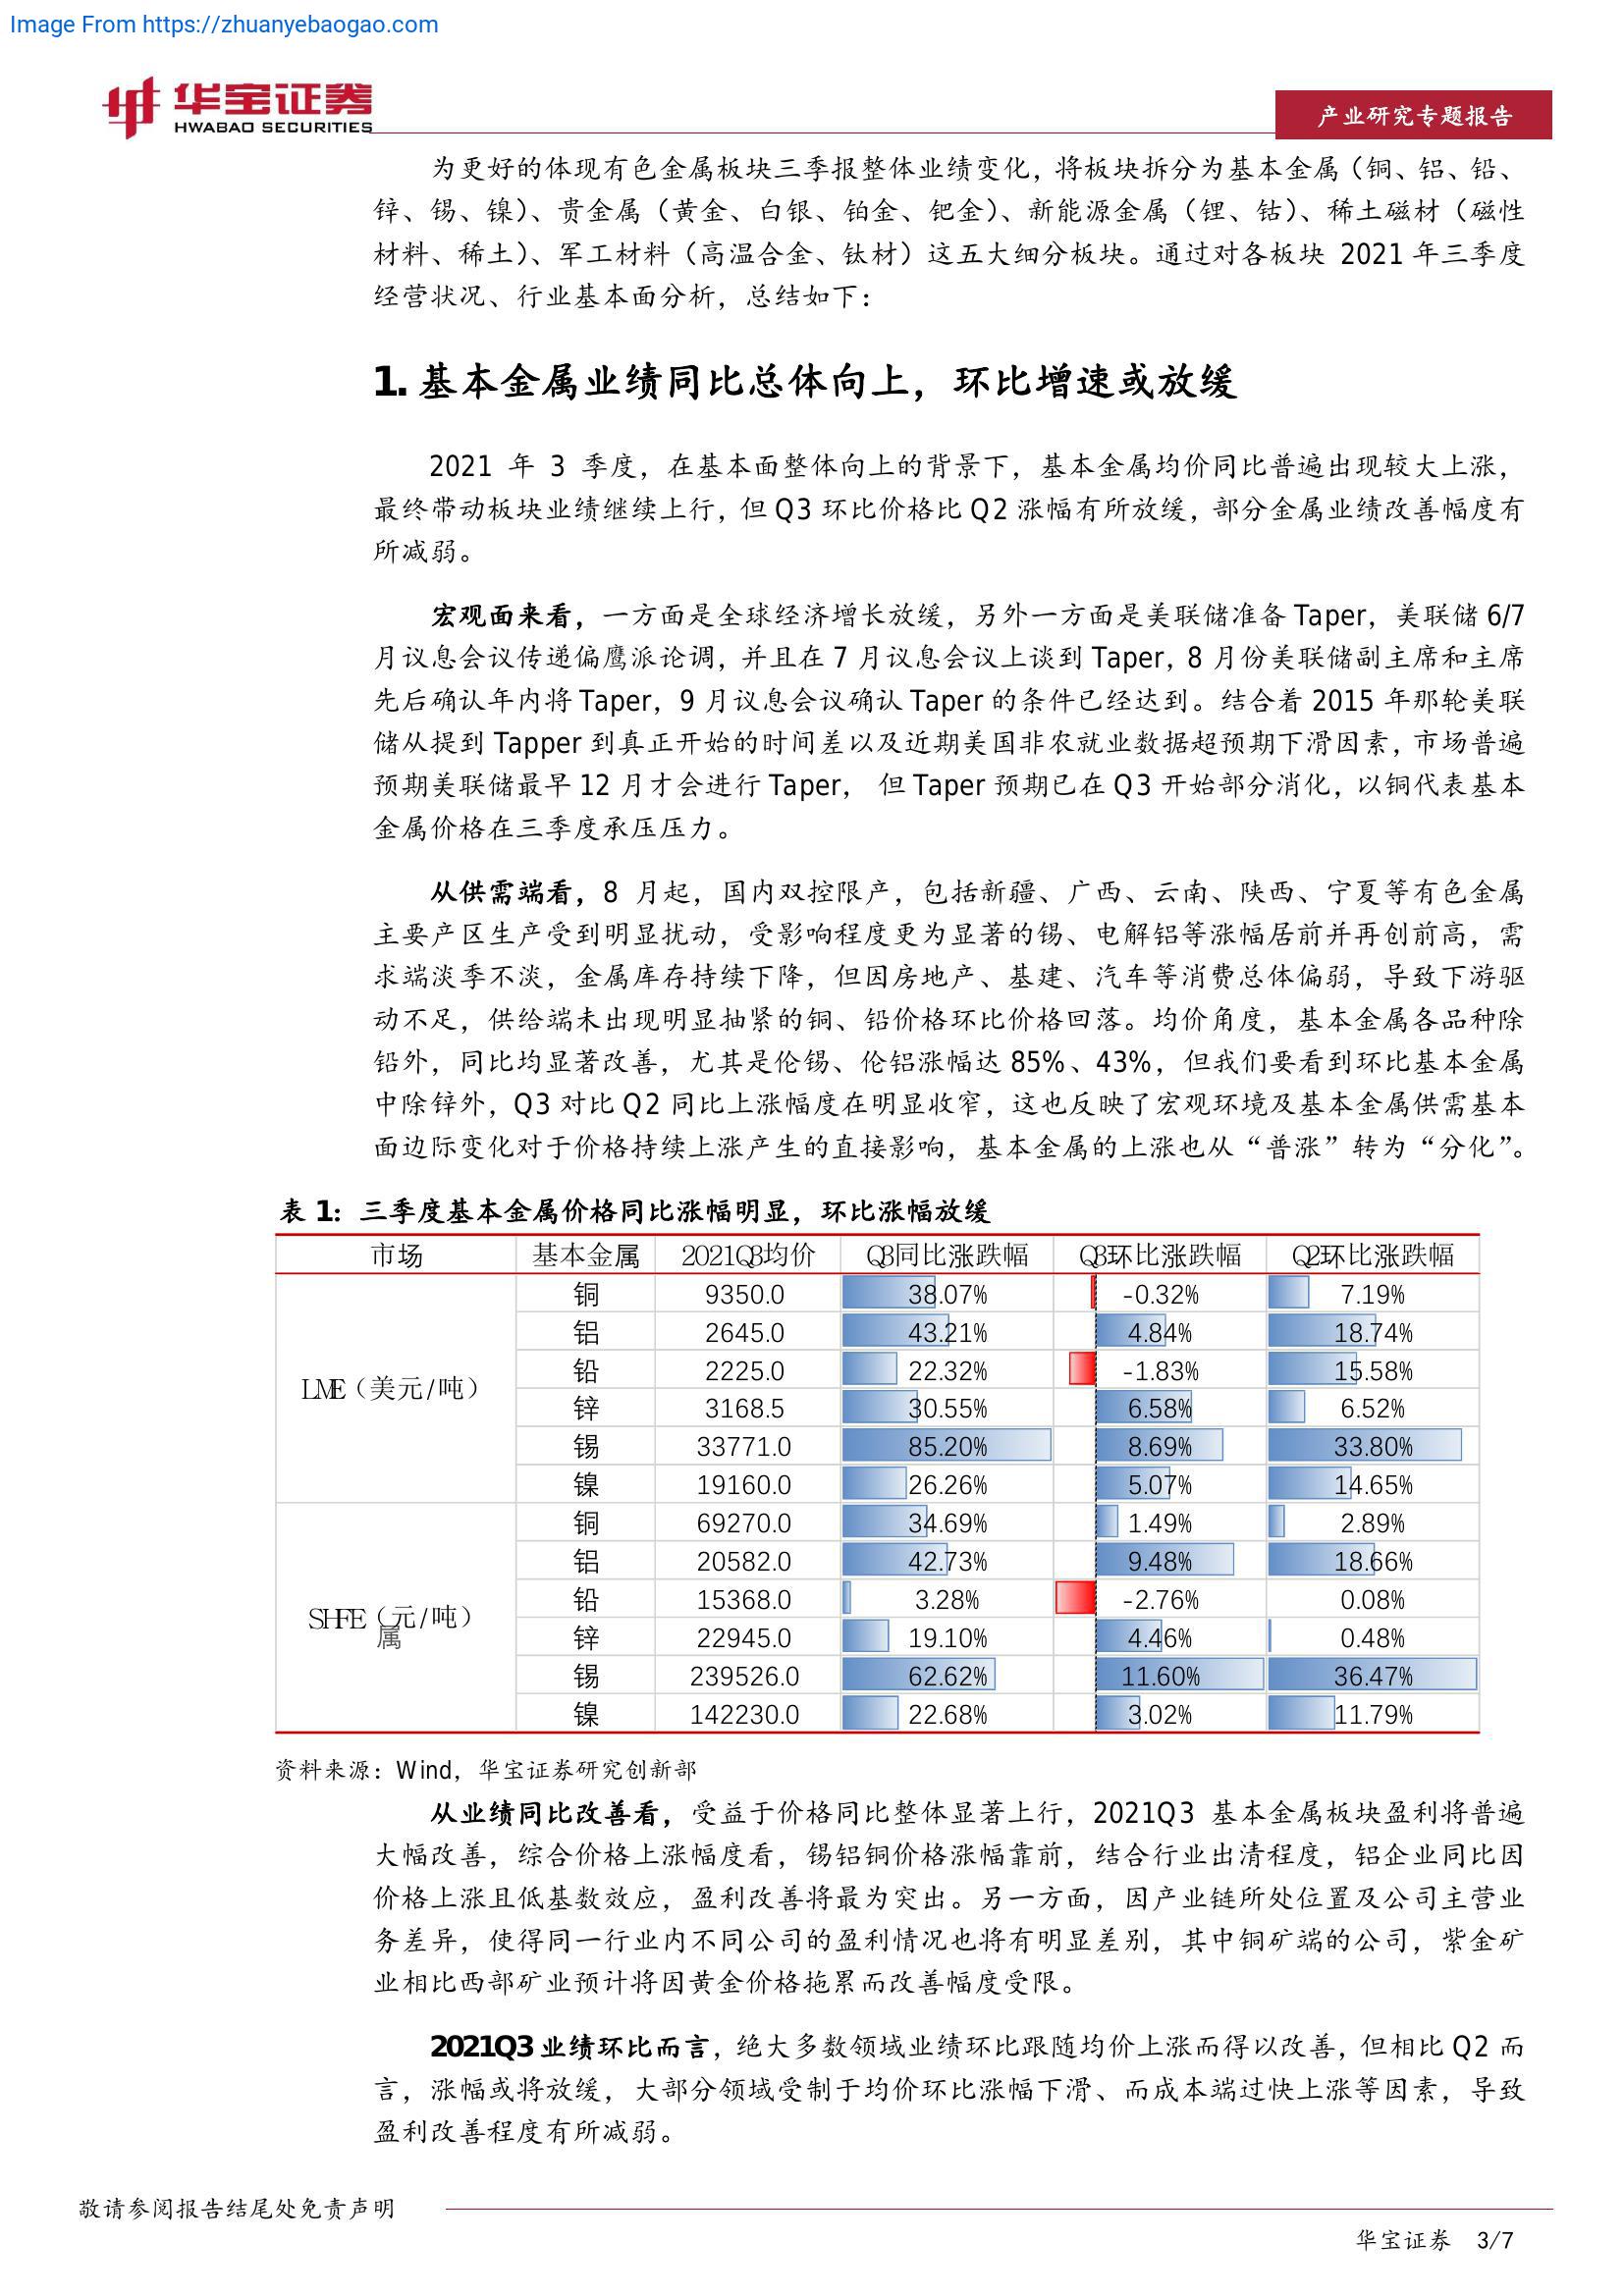 Image From https://zhuanyebaogao.com
华宝证券
HWABAO SECURITIES
产业研究专题报告
为更好的体现有色金属板块三季报整体业绩变化，将板块拆分为基本金属（铜、铝、铅、
锌、锡、镍）、贵金属（黄金、白银、铂金、钯金）、新能源金属（锂、钴）、稀土磁材（磁性
材料、稀土）、军工材料（高温合金、钛材）这五大细分板块。通过对各板块 2021 年三季度
经营状况、行业基本面分析，总结如下：
1. 基本金属业绩同比总体向上，环比增速或放缓
2021 年 3 季度，在基本面整体向上的背景下，基本金属均价同比普遍出现较大上涨，
最终带动板块业绩继续上行，但 Q3 环比价格比 Q2 涨幅有所放缓，部分金属业绩改善幅度有
所减弱。
宏观面来看，一方面是全球经济增长放缓，另外一方面是美联储准备 Taper，美联储 6/7
月议息会议传递偏鹰派论调，并且在 7 月议息会议上谈到 Taper，8 月份美联储副主席和主席
先后确认年内将 Taper，9 月议息会议确认 Taper 的条件已经达到。结合着 2015 年那轮美联
储从提到 Tapper 到真正开始的时间差以及近期美国非农就业数据超预期下滑因素，市场普遍
预期美联储最早 12 月才会进行 Taper， 但 Taper 预期已在 Q3 开始部分消化，以铜代表基本
金属价格在三季度承压压力。
从供需端看，8 月起，国内双控限产，包括新疆、广西、云南、陕西、宁夏等有色金属
主要产区生产受到明显扰动，受影响程度更为显著的锡、电解铝等涨幅居前并再创前高，需
求端淡季不淡，金属库存持续下降，但因房地产、基建、汽车等消费总体偏弱，导致下游驱
动不足，供给端未出现明显抽紧的铜、铅价格环比价格回落。均价角度，基本金属各品种除
铅外，同比均显著改善，尤其是伦锡、伦铝涨幅达 85%、43%，但我们要看到环比基本金属
中除锌外，Q3 对比 Q2 同比上涨幅度在明显收窄，这也反映了宏观环境及基本金属供需基本
面边际变化对于价格持续上涨产生的直接影响，基本金属的上涨也从“普涨”转为“分化”。
表 1：三季度基本金属价格同比涨幅明显，环比涨幅放缓
市场 基本金属 2021Q3均价 Q3同比涨跌幅 Q3环比涨跌幅 Q2环比涨跌幅
LME（美元/吨）
铜 9350.0 38.07% -0.32% 7.19%
铝 2645.0 43.21% 4.84% 18.74%
铅 2225.0 22.32% -1.83% 15.58%
锌 3168.5 30.55% 6.58% 6.52%
锡 33771.0 85.20% 8.69% 33.80%
镍 19160.0 26.26% 5.07% 14.65%
SHFE（元/吨）
属
铜 69270.0 34.69% 1.49% 2.89%
铝 20582.0 42.73% 9.48% 18.66%
铅 15368.0 3.28% -2.76% 0.08%
锌 22945.0 19.10% 4.46% 0.48%
锡 239526.0 62.62% 11.60% 36.47%
镍 142230.0 22.68% 3.02% 11.79%
资料来源：Wind，华宝证券研究创新部
从业绩同比改善看，受益于价格同比整体显著上行，2021Q3 基本金属板块盈利将普遍
大幅改善，综合价格上涨幅度看，锡铝铜价格涨幅靠前，结合行业出清程度，铝企业同比因
价格上涨且低基数效应，盈利改善将最为突出。另一方面，因产业链所处位置及公司主营业
务差异，使得同一行业内不同公司的盈利情况也将有明显差别，其中铜矿端的公司，紫金矿
业相比西部矿业预计将因黄金价格拖累而改善幅度受限。
2021Q3 业绩环比而言，绝大多数领域业绩环比跟随均价上涨而得以改善，但相比 Q2 而
言，涨幅或将放缓，大部分领域受制于均价环比涨幅下滑、而成本端过快上涨等因素，导致
盈利改善程度有所减弱。
敬请参阅报告结尾处免责声明
华宝证券 3/7